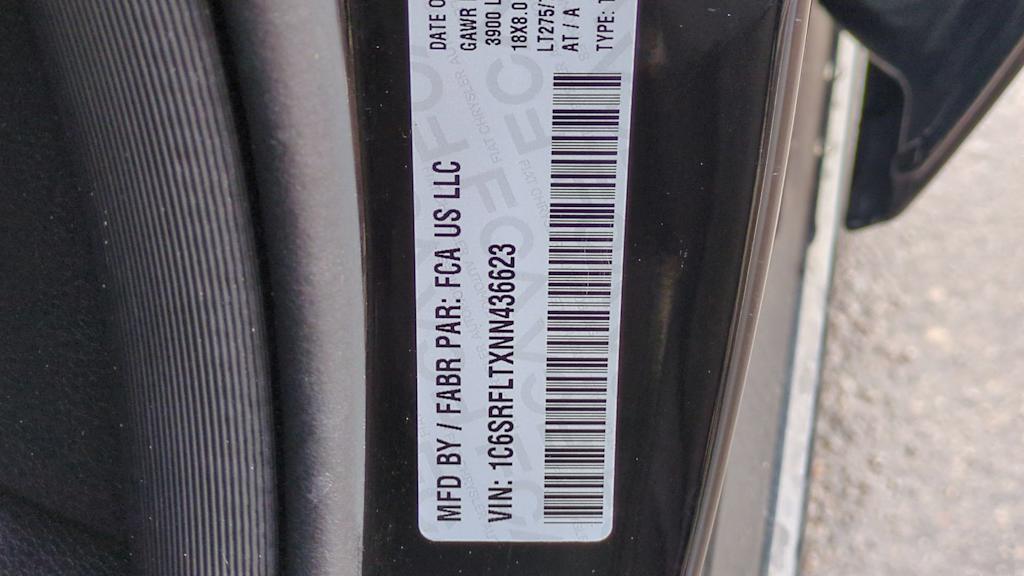 DATE O
GAWR
3900 L
18X8.0
LT275/
AT / A
TYPE: T
MFD BY / FABR PAR: FCA US LLC
VIN: 1C6SRFLTXNN436623